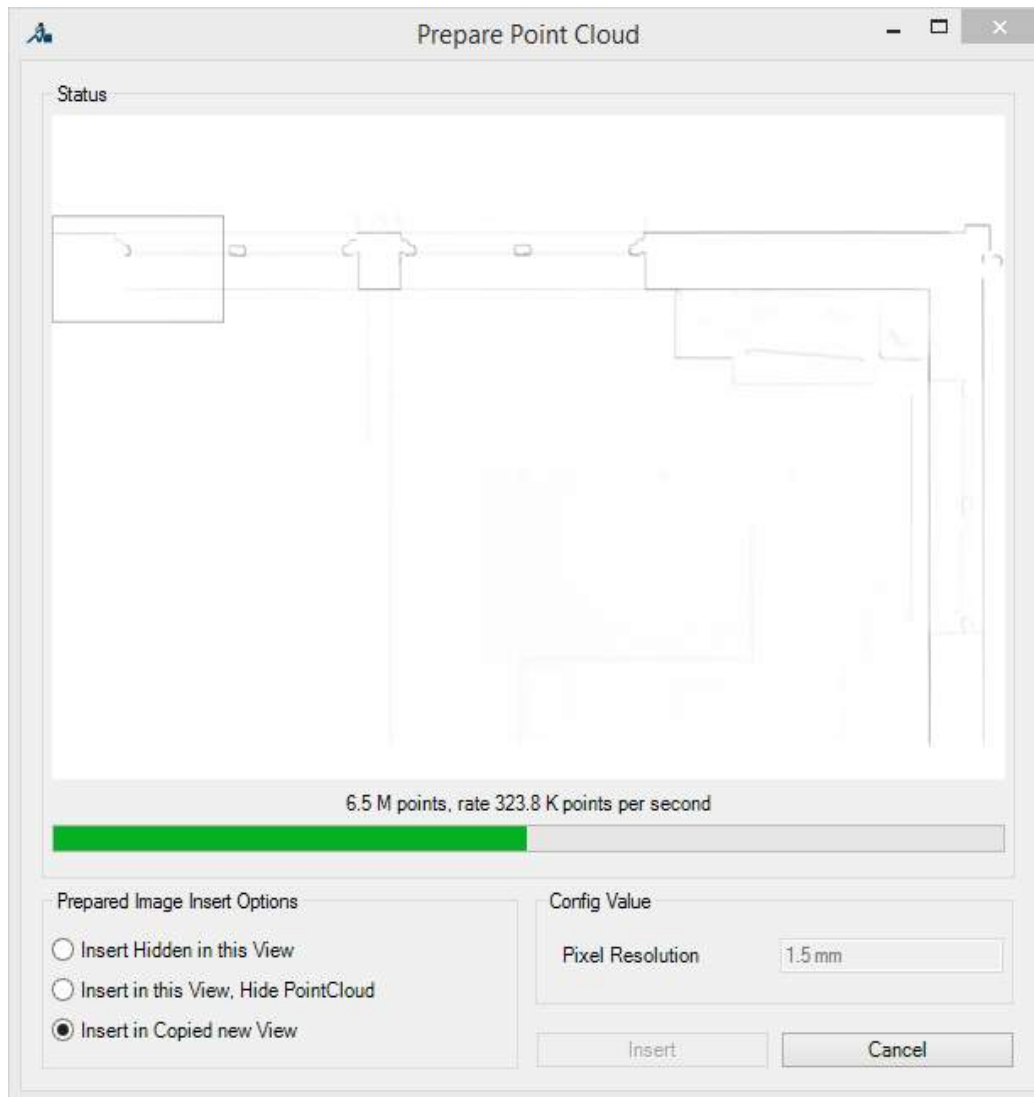 Prepare Point Cloud
Status
6.5 M points, rate 323.8 K points per second
Prepared Image Insert Options
Insert Hidden in this View
Insert in this View, Hide PointCloud
Insert in Copied new View
Config Value
Pixel Resolution 1.5 mm
Insert Cancel